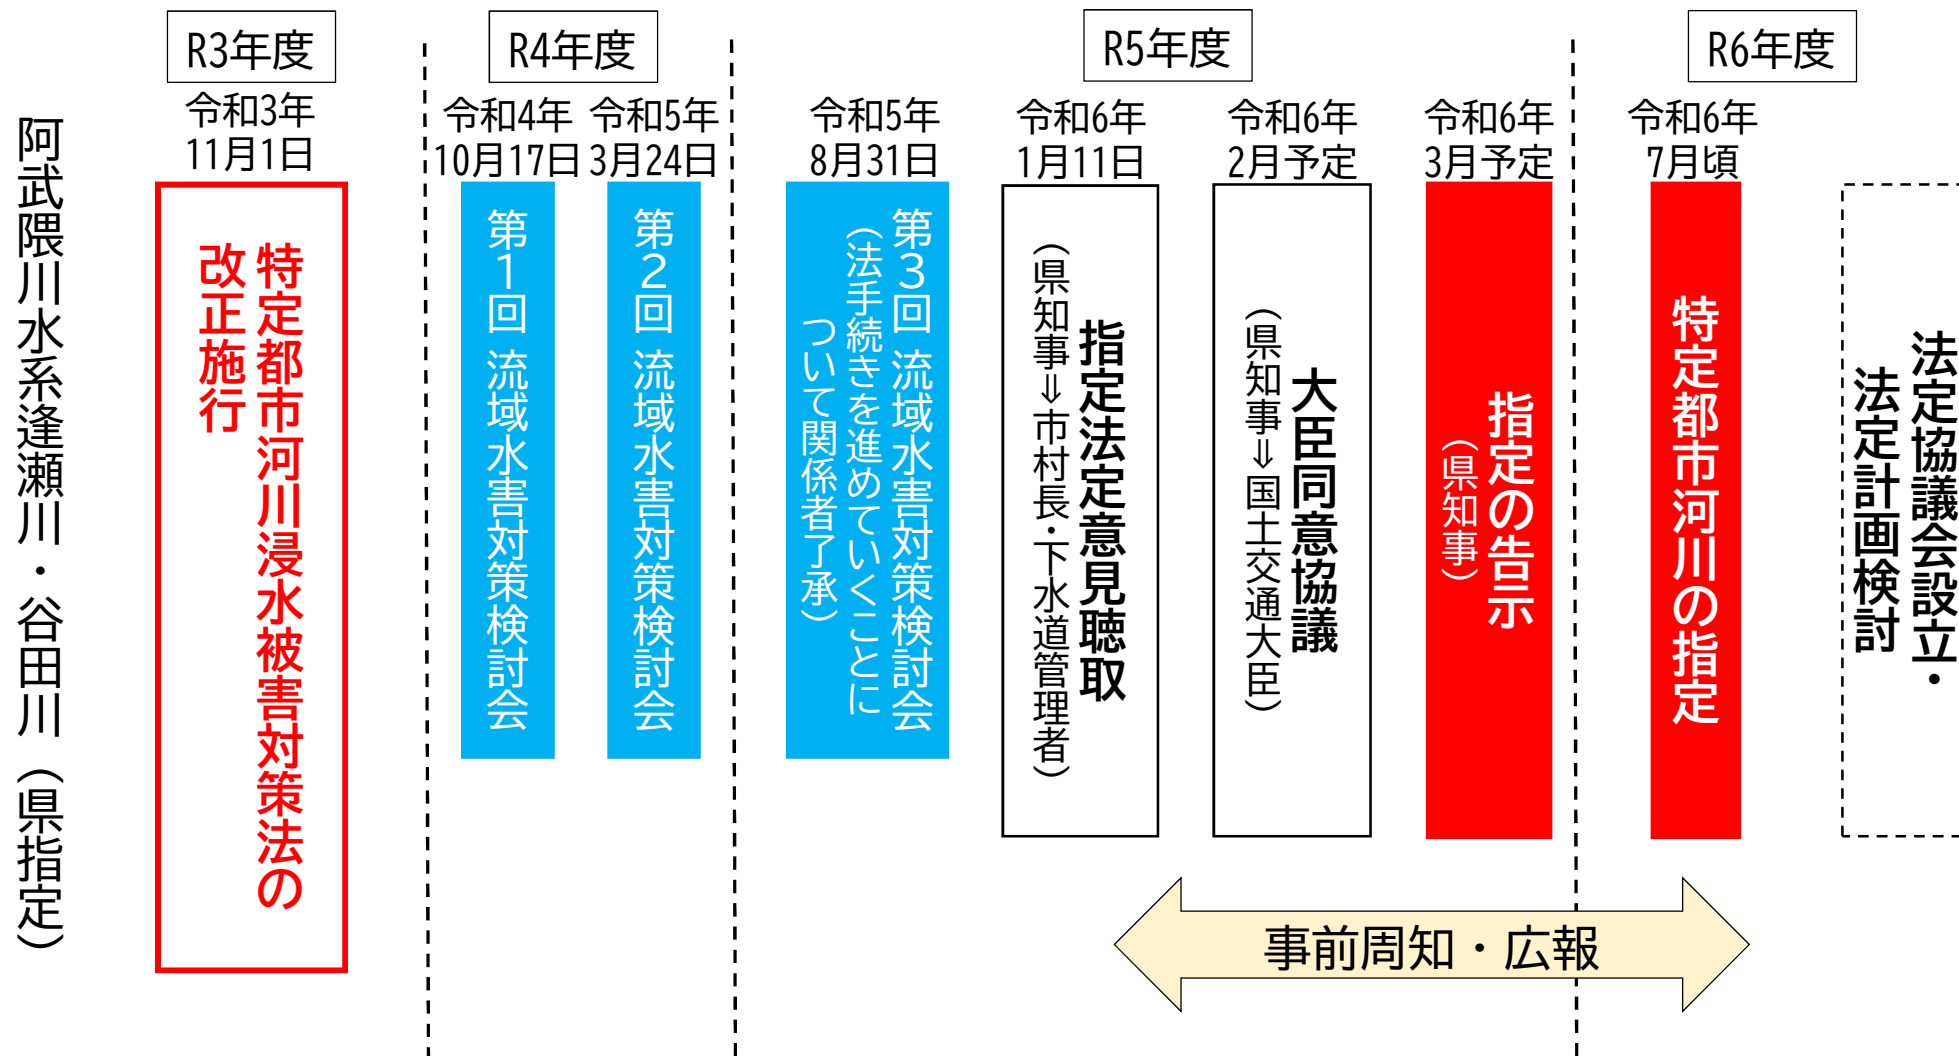 阿武隈川水系逢瀬川・谷田川（県指定）
R3年度
令和3年
11月1日
特定都市河川浸水被害対策法の
改正施行
R4年度
令和4年
10月17日
第1回 流域水害対策検討会
令和5年
3月24日
第2回 流域水害対策検討会
R5年度
令和5年
8月31日
第3回 流域水害対策検討会
（法手続きを進めていくことに
ついて関係者了承）
令和6年
1月11日
指定法定意見聴取
（県知事⇒市村長・下水道管理者）
令和6年
2月予定
大臣同意協議
（県知事⇒国土交通大臣）
令和6年
3月予定
指定の告示
（県知事）
R6年度
令和6年
7月頃
特定都市河川の指定
法定協議会設立・
法定計画検討
事前周知・広報